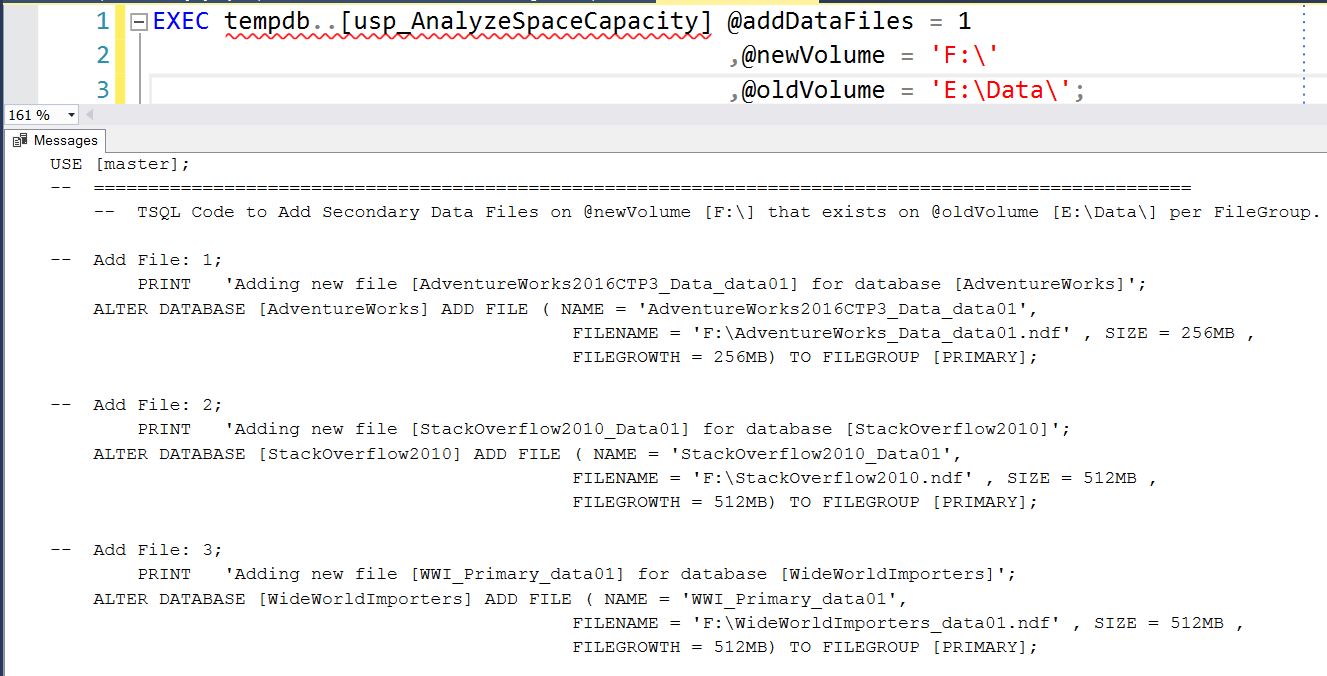 1 EXEC tempdb..[usp_AnalyzeSpaceCapacity] @addDataFiles = 1
2 ,@newVolume = 'F:\'
3 ,@oldVolume = 'E:\Data\';
161 %
Messages
USE [master];
-- =====================================================================================================
-- TSQL Code to Add Secondary Data Files on @newVolume [F:\] that exists on @oldVolume [E:\Data\] per FileGroup.
-- Add File: 1;
PRINT 'Adding new file [AdventureWorks2016CTP3_Data_data01] for database [AdventureWorks]';
ALTER DATABASE [AdventureWorks] ADD FILE ( NAME = 'AdventureWorks2016CTP3_Data_data01',
FILENAME = 'F:\AdventureWorks_Data_data01.ndf' , SIZE = 256MB ,
FILEGROWTH = 256MB) TO FILEGROUP [PRIMARY];
-- Add File: 2;
PRINT 'Adding new file [StackOverflow2010_Data01] for database [StackOverflow2010]';
ALTER DATABASE [StackOverflow2010] ADD FILE ( NAME = 'StackOverflow2010_Data01',
FILENAME = 'F:\StackOverflow2010.ndf' , SIZE = 512MB ,
FILEGROWTH = 512MB) TO FILEGROUP [PRIMARY];
-- Add File: 3;
PRINT 'Adding new file [WWI_Primary_data01] for database [WideWorldImporters]';
ALTER DATABASE [WideWorldImporters] ADD FILE ( NAME = 'WWI_Primary_data01',
FILENAME = 'F:\WideWorldImporters_data01.ndf' , SIZE = 512MB ,
FILEGROWTH = 512MB) TO FILEGROUP [PRIMARY];